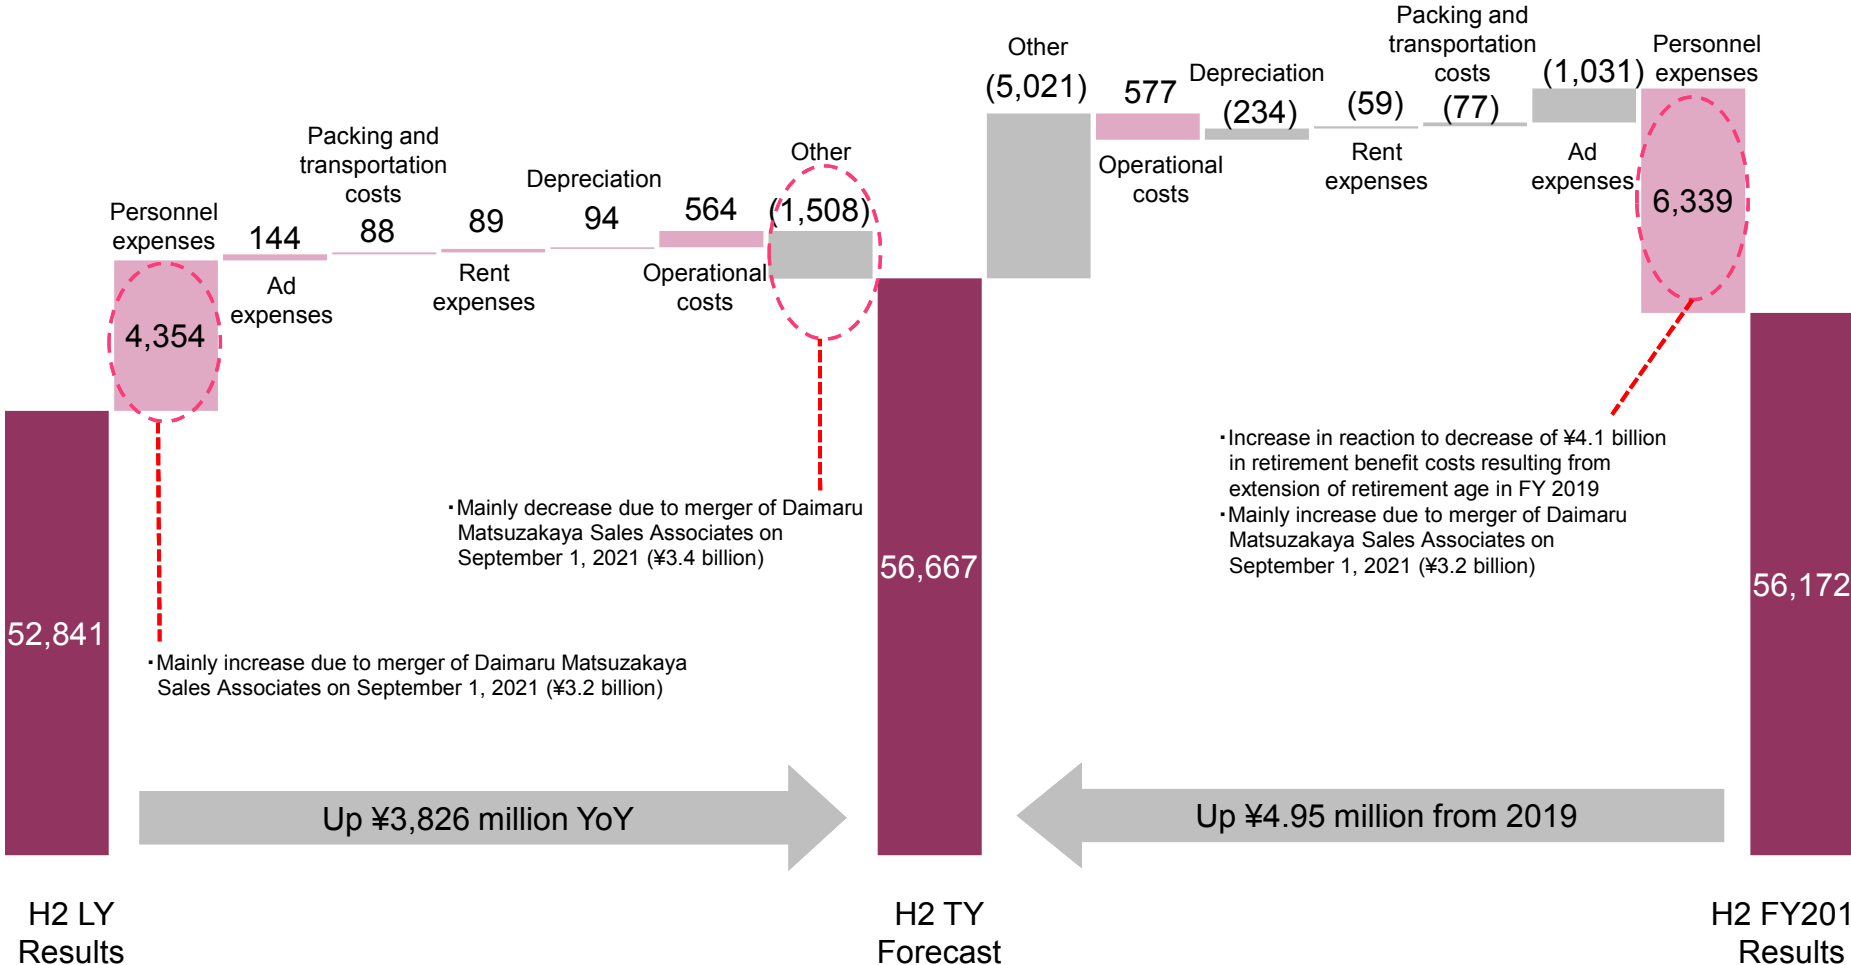 Personnel
expenses
4,354
144
Ad
expenses
Packing and
transportation
costs
88
89
Rent
expenses
Depreciation
94
564
Operational
costs
Other
(1,508)
Other
(5,021)
577
Operational
costs
Depreciation
(234)
(59)
Rent
expenses
Packing and
transportation
costs
(77)
(1,031)
Ad
expenses
Personnel
expenses
6,339
・Increase in reaction to decrease of ¥4.1 billion
in retirement benefit costs resulting from
extension of retirement age in FY 2019
・Mainly increase due to merger of Daimaru
Matsuzakaya Sales Associates on
September 1, 2021 (¥3.2 billion)
・Mainly decrease due to merger of Daimaru
Matsuzakaya Sales Associates on
September 1, 2021 (¥3.4 billion)
52,841
56,667
56,172
・Mainly increase due to merger of Daimaru Matsuzakaya
Sales Associates on September 1, 2021 (¥3.2 billion)
Up ¥3,826 million YoY
Up ¥4.95 million from 2019
H2 LY
Results
H2 TY
Forecast
H2 FY201
Results